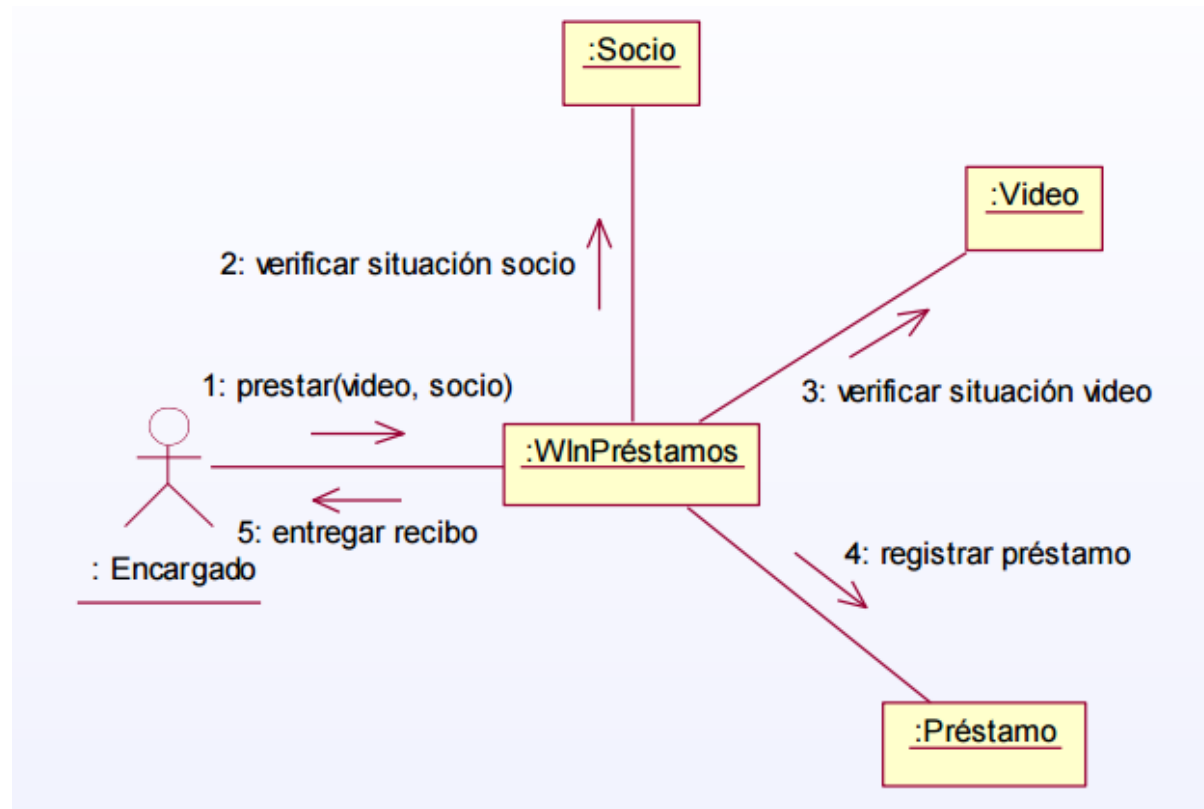 :Socio
:Video
2: verificar situación socio
1: prestar(video, socio)
3: verificar situación video
:WInPréstamos
5: entregar recibo
4: registrar préstamo
: Encargado
:Préstamo